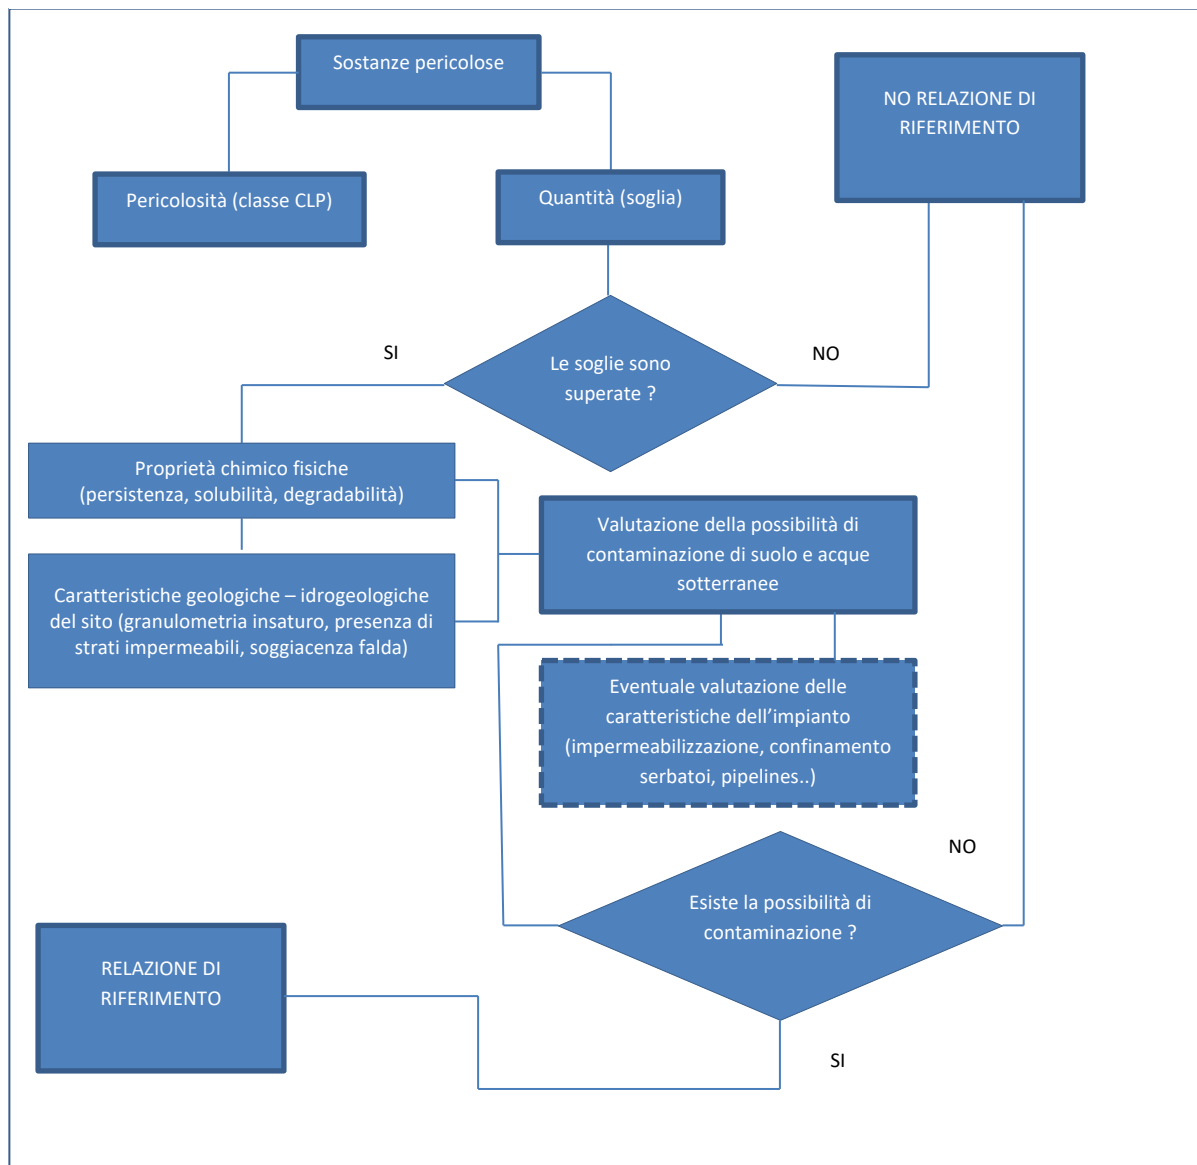 Sostanze pericolose
NO RELAZIONE DI
RIFERIMENTO
Pericolosità (classe CLP)
Quantità (soglia)
SI
NO
Le soglie sono
superate ?
Proprietà chimico fisiche
(persistenza, solubilità, degradabilità)
Valutazione della possibilità di
contaminazione di suolo e acque
sotterranee
Caratteristiche geologiche – idrogeologiche
del sito (granulometria insaturo, presenza di
strati impermeabili, soggiacenza falda)
Eventuale valutazione delle
caratteristiche dell’impianto
(impermeabilizzazione, confinamento
serbatoi, pipelines..)
NO
Esiste la possibilità di
contaminazione ?
RELAZIONE DI
RIFERIMENTO
SI